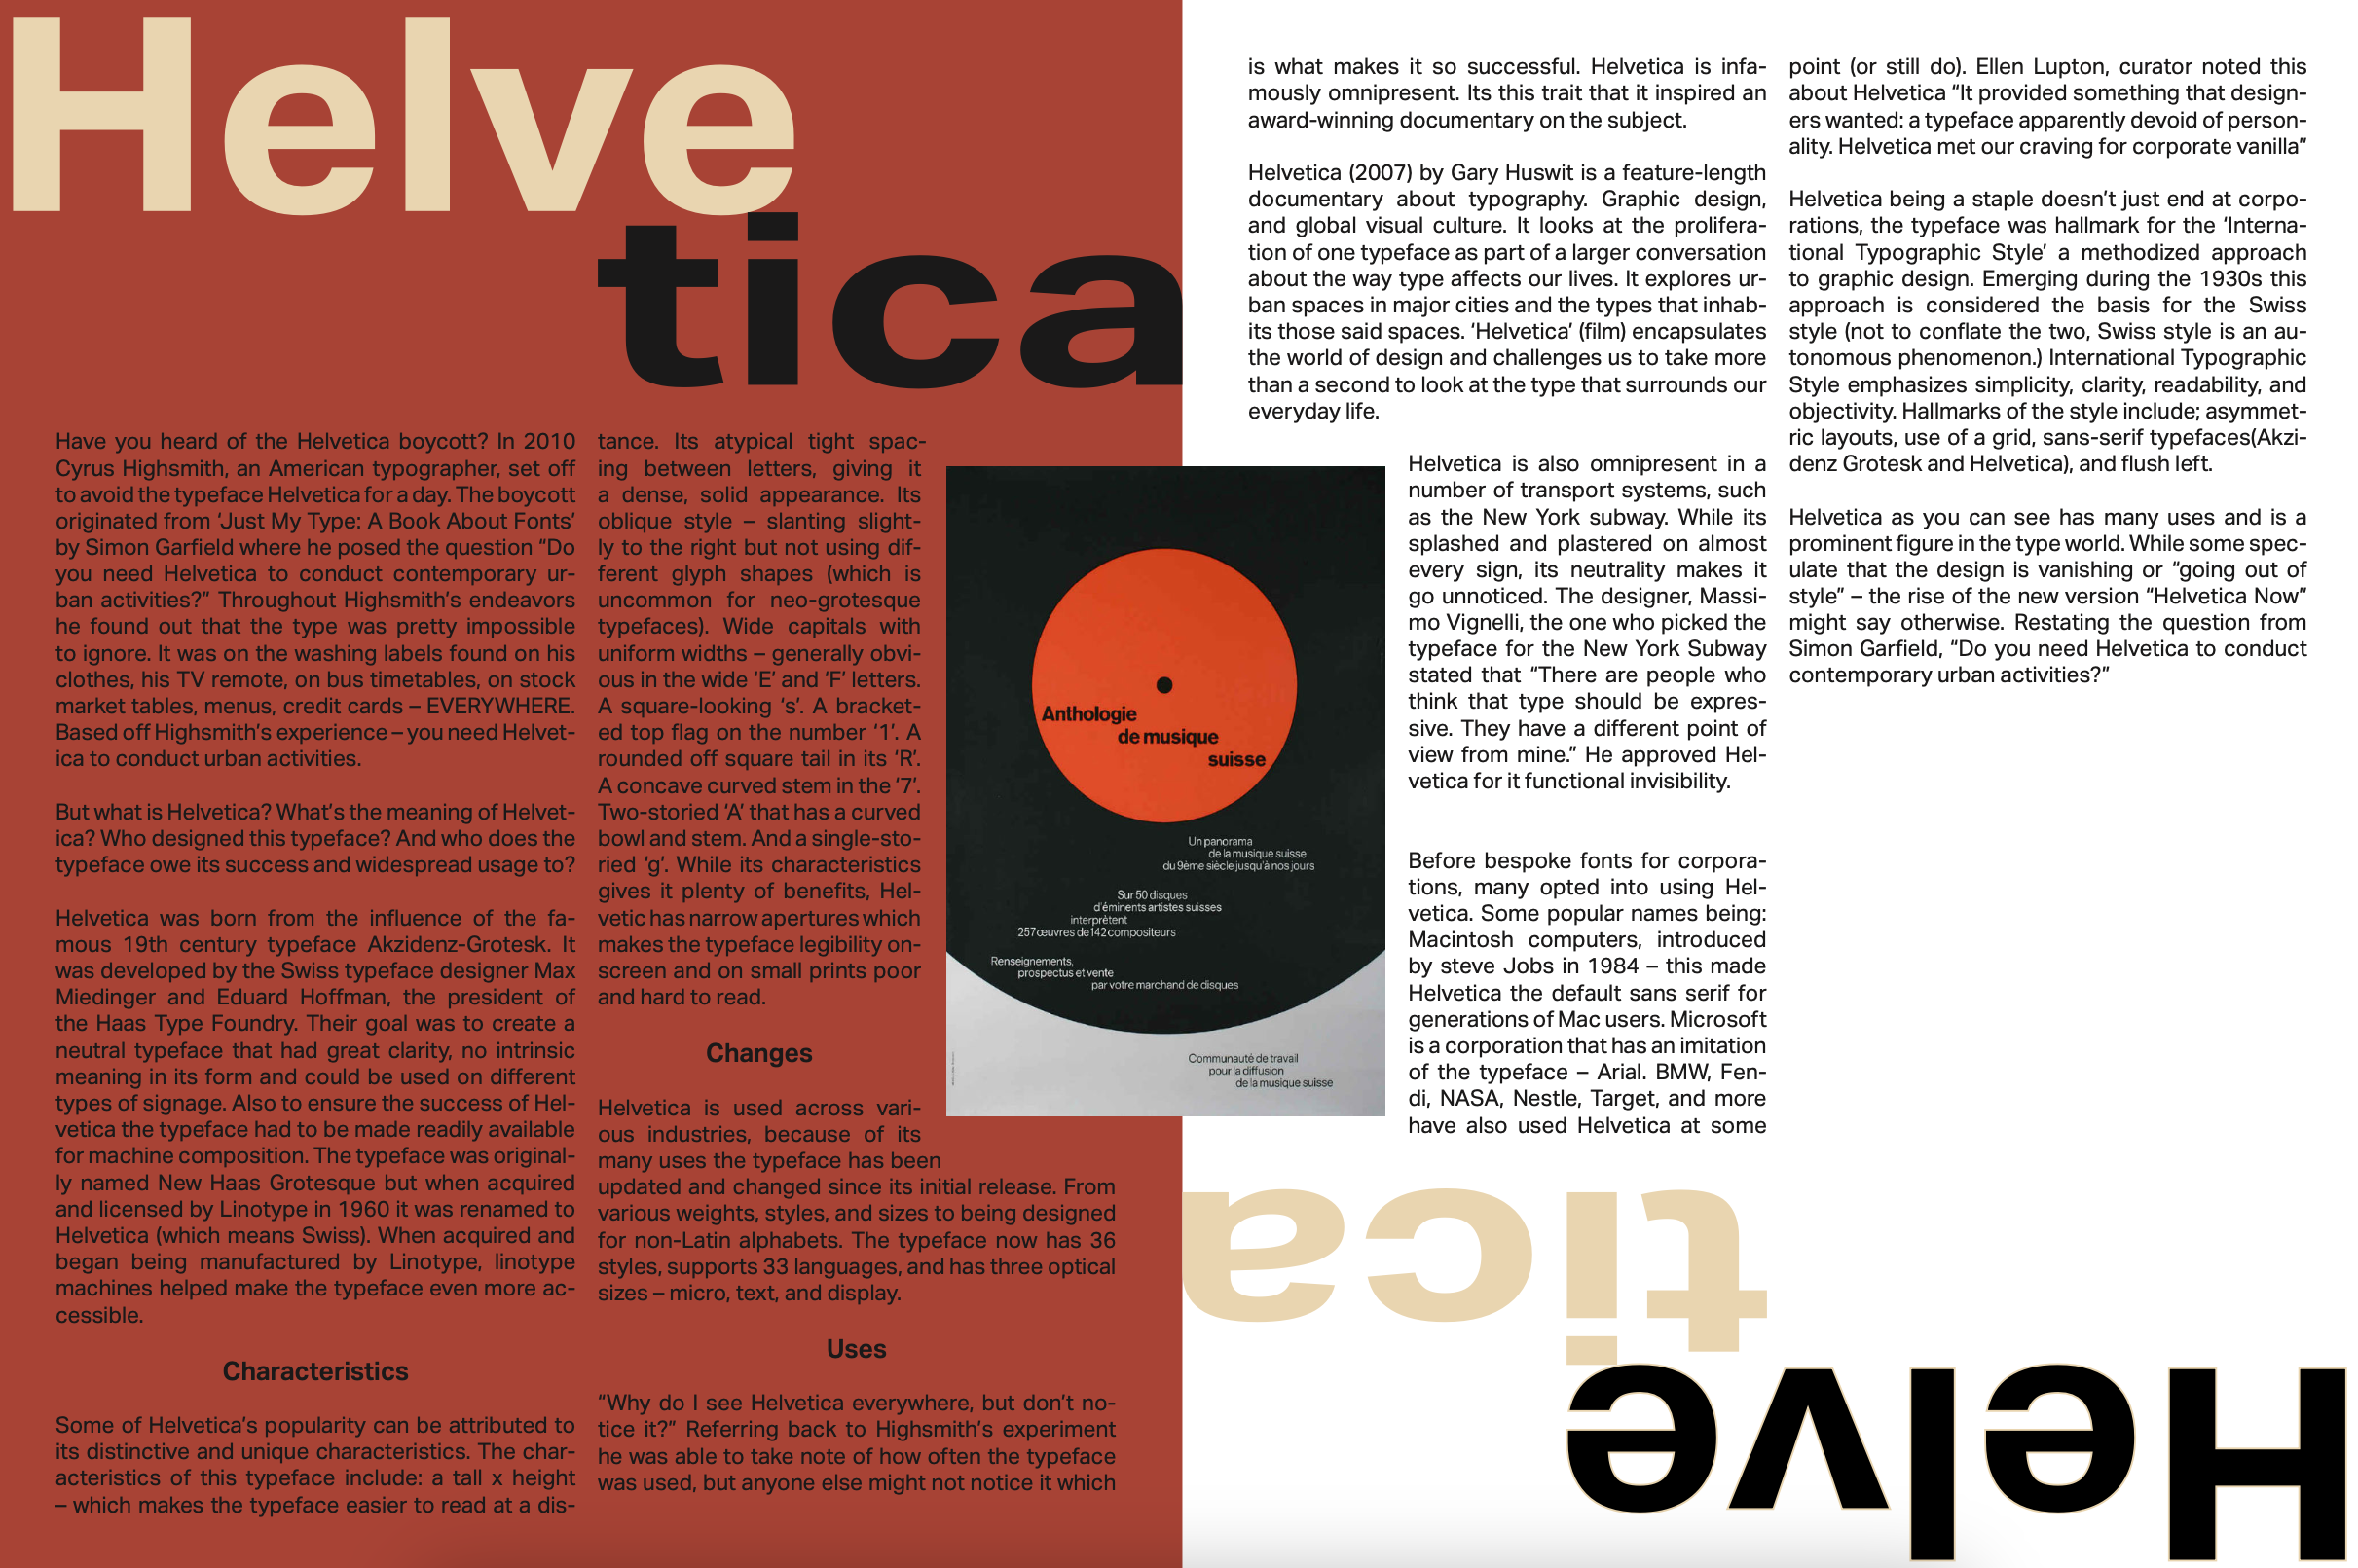 Helve
tica
Have you heard of the Helvetica boycott? In 2010
Cyrus Highsmith, an American typographer, set off
to avoid the typeface Helvetica for a day. The boycott
originated from ‘Just My Type: A Book About Fonts’
by Simon Garfield where he posed the question “Do
you need Helvetica to conduct contemporary ur-
ban activities?” Throughout Highsmith’s endeavors
he found out that the type was pretty impossible
to ignore. It was on the washing labels found on his
clothes, his TV remote, on bus timetables, on stock
market tables, menus, credit cards – EVERYWHERE.
Based off Highsmith’s experience – you need Helvet-
ica to conduct urban activities.
But what is Helvetica? What’s the meaning of Helvet-
ica? Who designed this typeface? And who does the
typeface owe its success and widespread usage to?
Helvetica was born from the influence of the fa-
mous 19th century typeface Akzidenz-Grotesk. It
was developed by the Swiss typeface designer Max
Miedinger and Eduard Hoffman, the president of
the Haas Type Foundry. Their goal was to create a
neutral typeface that had great clarity, no intrinsic
meaning in its form and could be used on different
types of signage. Also to ensure the success of Hel-
vetica the typeface had to be made readily available
for machine composition. The typeface was original-
ly named New Haas Grotesque but when acquired
and licensed by Linotype in 1960 it was renamed to
Helvetica (which means Swiss). When acquired and
began being manufactured by Linotype, linotype
machines helped make the typeface even more ac-
cessible.
Characteristics
Some of Helvetica’s popularity can be attributed to
its distinctive and unique characteristics. The char-
acteristics of this typeface include: a tall x height
– which makes the typeface easier to read at a dis-
tance. Its atypical tight spac-
ing between letters, giving it
a dense, solid appearance. Its
oblique style – slanting slight-
ly to the right but not using dif-
ferent glyph shapes (which is
uncommon for neo-grotesque
typefaces). Wide capitals with
uniform widths – generally obvi-
ous in the wide ‘E’ and ‘F’ letters.
A square-looking ‘s’. A bracket-
ed top flag on the number ‘1’. A
rounded off square tail in its ‘R’.
A concave curved stem in the ‘7’.
Two-storied ‘A’ that has a curved
bowl and stem. And a single-sto-
ried ‘g’. While its characteristics
gives it plenty of benefits, Hel-
vetic has narrow apertures which
makes the typeface legibility on-
screen and on small prints poor
and hard to read.
Changes
Helvetica is used across vari-
ous industries, because of its
many uses the typeface has been
updated and changed since its initial release. From
various weights, styles, and sizes to being designed
for non-Latin alphabets. The typeface now has 36
styles, supports 33 languages, and has three optical
sizes – micro, text, and display.
Uses
“Why do I see Helvetica everywhere, but don’t no-
tice it?” Referring back to Highsmith’s experiment
he was able to take note of how often the typeface
was used, but anyone else might not notice it which
Anthologie
de musique
suisse
Un panorama
de la musique suisse
du 9ème siècle jusqu’à nos jours
Sur 50 disques
d’éminents artistes suisses
interprètent
257 œuvres de 142 compositeurs
Renseignements,
prospectus et vente
par votre marchand de disques
Communauté de travail
pour la diffusion
de la musique suisse
is what makes it so successful. Helvetica is infa-
mously omnipresent. Its this trait that it inspired an
award-winning documentary on the subject.
Helvetica (2007) by Gary Huswit is a feature-length
documentary about typography. Graphic design,
and global visual culture. It looks at the prolifera-
tion of one typeface as part of a larger conversation
about the way type affects our lives. It explores ur-
ban spaces in major cities and the types that inhab-
its those said spaces. ‘Helvetica’ (film) encapsulates
the world of design and challenges us to take more
than a second to look at the type that surrounds our
everyday life.
Helvetica is also omnipresent in a
number of transport systems, such
as the New York subway. While its
splashed and plastered on almost
every sign, its neutrality makes it
go unnoticed. The designer, Massi-
mo Vignelli, the one who picked the
typeface for the New York Subway
stated that “There are people who
think that type should be expres-
sive. They have a different point of
view from mine.” He approved Hel-
vetica for it functional invisibility.
Before bespoke fonts for corpora-
tions, many opted into using Hel-
vetica. Some popular names being:
Macintosh computers, introduced
by steve Jobs in 1984 – this made
Helvetica the default sans serif for
generations of Mac users. Microsoft
is a corporation that has an imitation
of the typeface – Arial. BMW, Fen-
di, NASA, Nestle, Target, and more
have also used Helvetica at some
point (or still do). Ellen Lupton, curator noted this
about Helvetica “It provided something that design-
ers wanted: a typeface apparently devoid of person-
ality. Helvetica met our craving for corporate vanilla”
Helvetica being a staple doesn’t just end at corpo-
rations, the typeface was hallmark for the ‘Interna-
tional Typographic Style’ a methodized approach
to graphic design. Emerging during the 1930s this
approach is considered the basis for the Swiss
style (not to conflate the two, Swiss style is an au-
tonomous phenomenon.) International Typographic
Style emphasizes simplicity, clarity, readability, and
objectivity. Hallmarks of the style include; asymmet-
ric layouts, use of a grid, sans-serif typefaces(Akzi-
denz Grotesk and Helvetica), and flush left.
Helvetica as you can see has many uses and is a
prominent figure in the type world. While some spec-
ulate that the design is vanishing or “going out of
style” – the rise of the new version “Helvetica Now”
might say otherwise. Restating the question from
Simon Garfield, “Do you need Helvetica to conduct
contemporary urban activities?”
Helve
tica